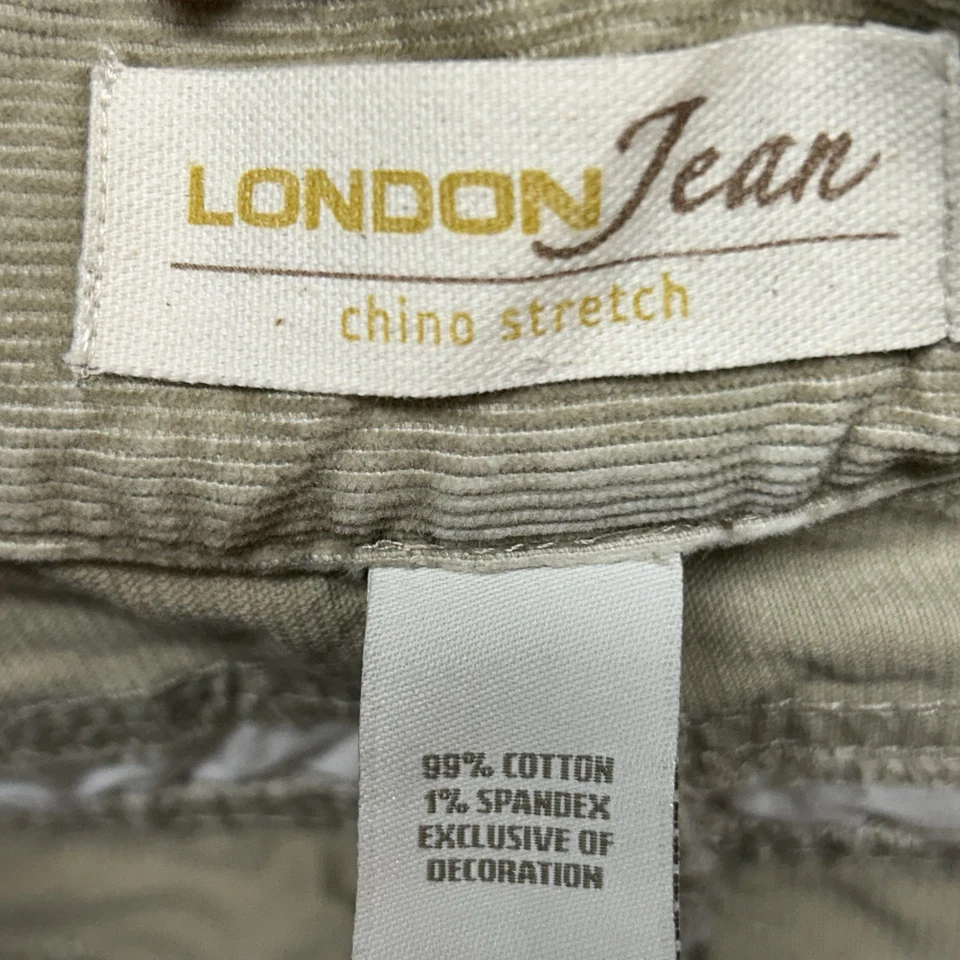 LONDON Jean
chino stretch
99% COTTON
1% SPANDEX
EXCLUSIVE OF
DECORATION